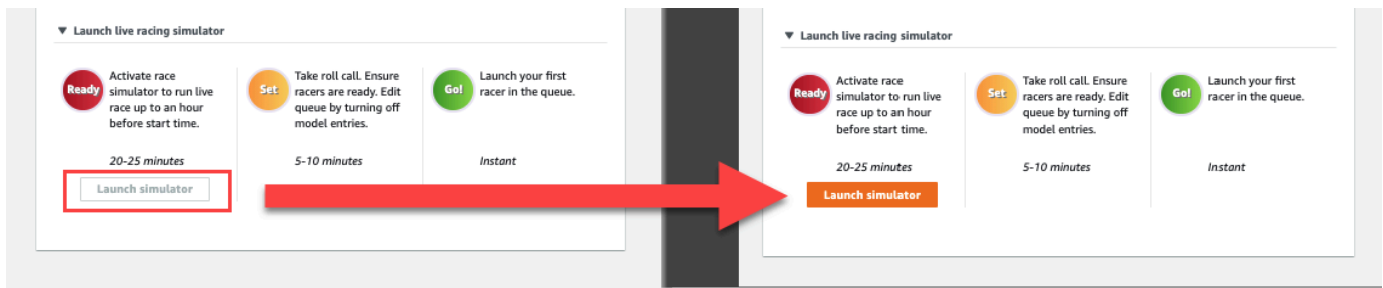 ▼ Launch live racing simulator
Ready
Activate race
simulator to run live
race up to an hour
before start time.
20-25 minutes
Launch simulator
Set
Take roll call. Ensure
racers are ready. Edit
queue by turning off
model entries.
5-10 minutes
Go!
Launch your first
racer in the queue.
Instant
▼ Launch live racing simulator
Ready
Activate race
simulator to run live
race up to an hour
before start time.
20-25 minutes
Launch simulator
Set
Take roll call. Ensure
racers are ready. Edit
queue by turning off
model entries.
5-10 minutes
Go!
Launch your first
racer in the queue.
Instant